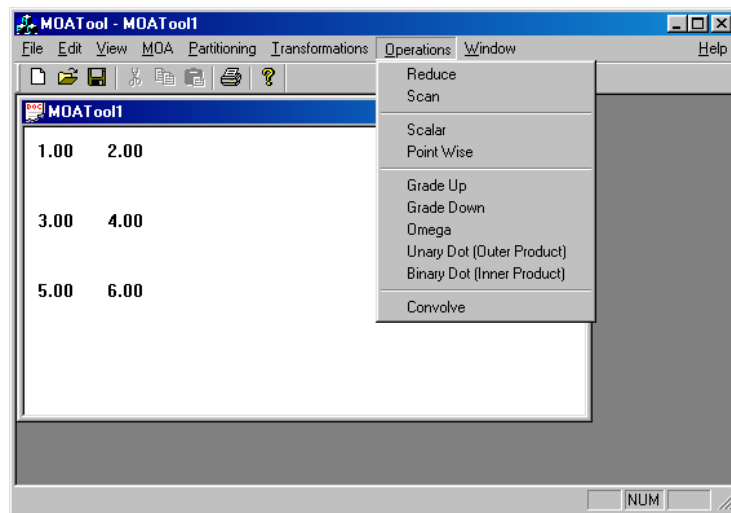 MOATool - MOATool1
File Edit View MOA Partitioning Transformations Operations Window Help
MOATool1
1.00 2.00
3.00 4.00
5.00 6.00
Reduce
Scan
Scalar
Point Wise
Grade Up
Grade Down
Omega
Unary Dot (Outer Product)
Binary Dot (Inner Product)
Convolve
NUM